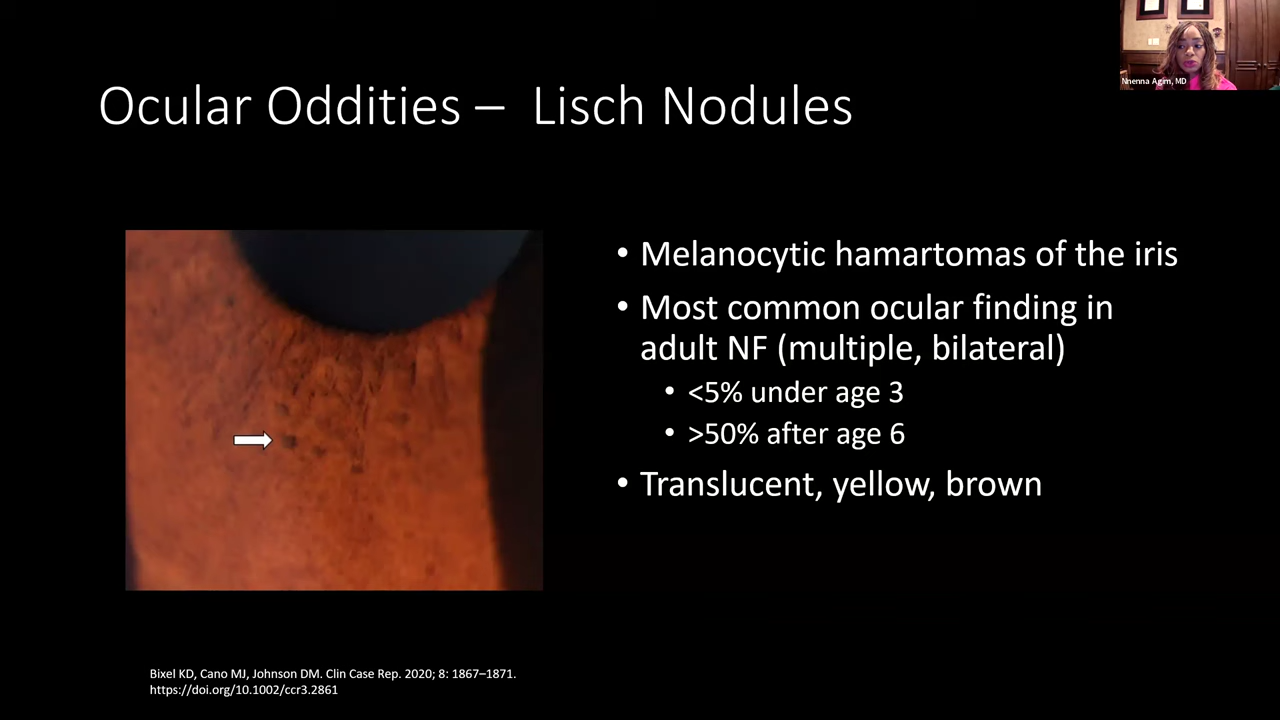 Nnenna Agim, MD
Ocular Oddities – Lisch Nodules
• Melanocytic hamartomas of the iris
• Most common ocular finding in
adult NF (multiple, bilateral)
• <5% under age 3
• >50% after age 6
• Translucent, yellow, brown
Bixel KD, Cano MJ, Johnson DM. Clin Case Rep. 2020; 8: 1867–1871.
https://doi.org/10.1002/ccr3.2861